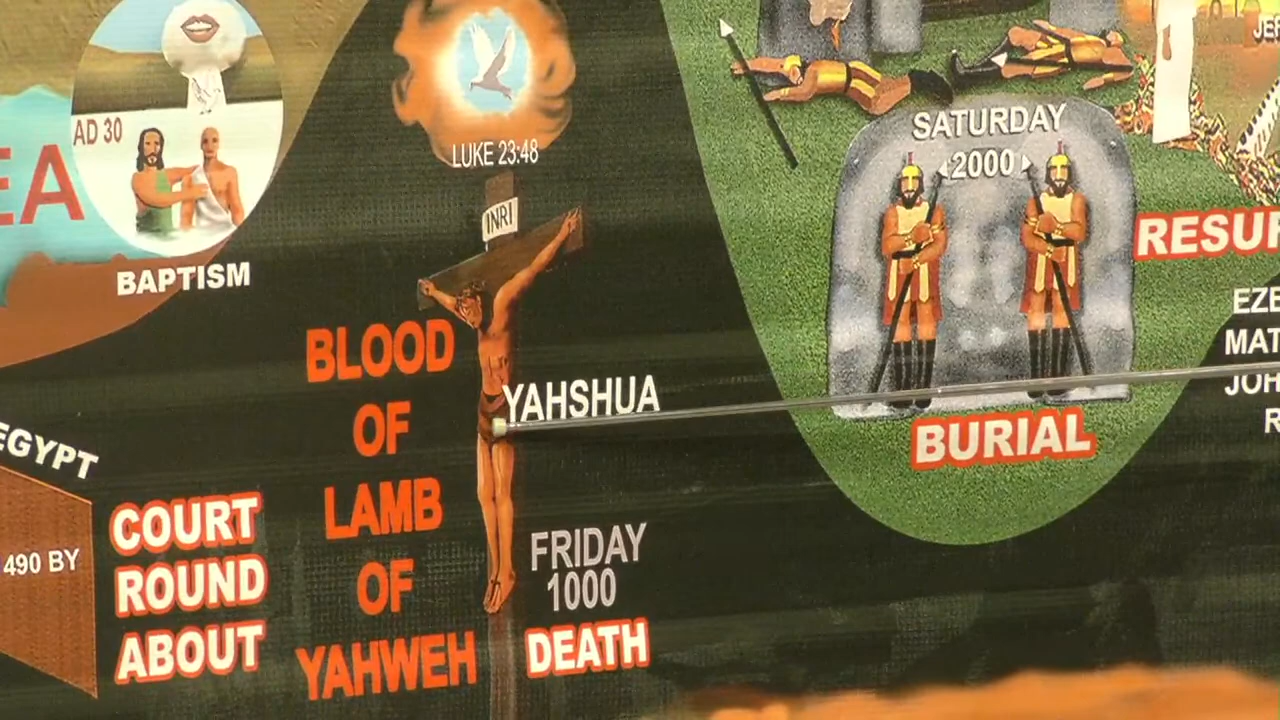 AD 30
BAPTISM
LUKE 23:48
INRI
YAHSHUA
BLOOD
OF
LAMB
OF
YAHWEH
FRIDAY
1000
DEATH
SATURDAY
2000
BURIAL
EGYPT
490 BY
COURT
ROUND
ABOUT